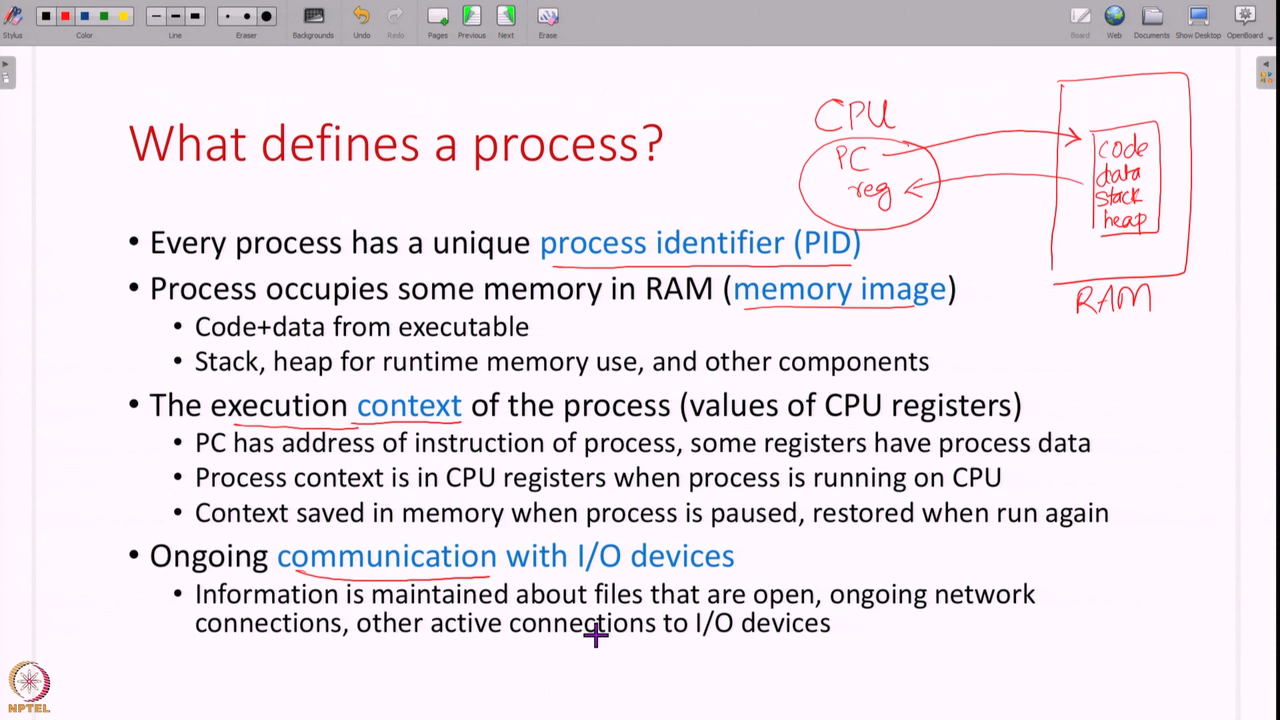 Stylus
Color
Line
Eraser
Backgrounds
Undo
Redo
Pages
Previous
Next
Erase
Board
Web
Documents
Show Desktop
OpenBoard
What defines a process?
CPU
PC
reg
code
data
stack
heap
RAM
• Every process has a unique process identifier (PID)
• Process occupies some memory in RAM (memory image)
• Code+data from executable
• Stack, heap for runtime memory use, and other components
• The execution context of the process (values of CPU registers)
• PC has address of instruction of process, some registers have process data
• Process context is in CPU registers when process is running on CPU
• Context saved in memory when process is paused, restored when run again
• Ongoing communication with I/O devices
• Information is maintained about files that are open, ongoing network
connections, other active connections to I/O devices
NPTEL